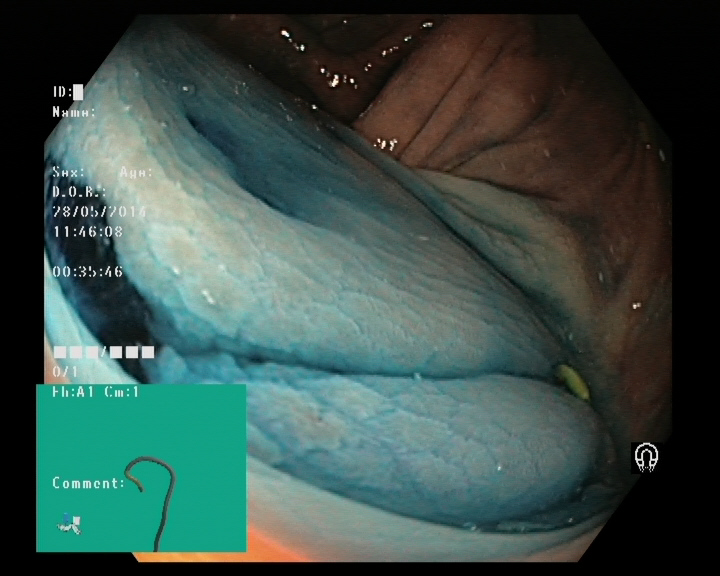 ID:
Name:
Sex: Age:
D.O.B.:
28/05/2014
11:46:08
00:35:46
0/1
Eh:A1 Cm:1
Comment: